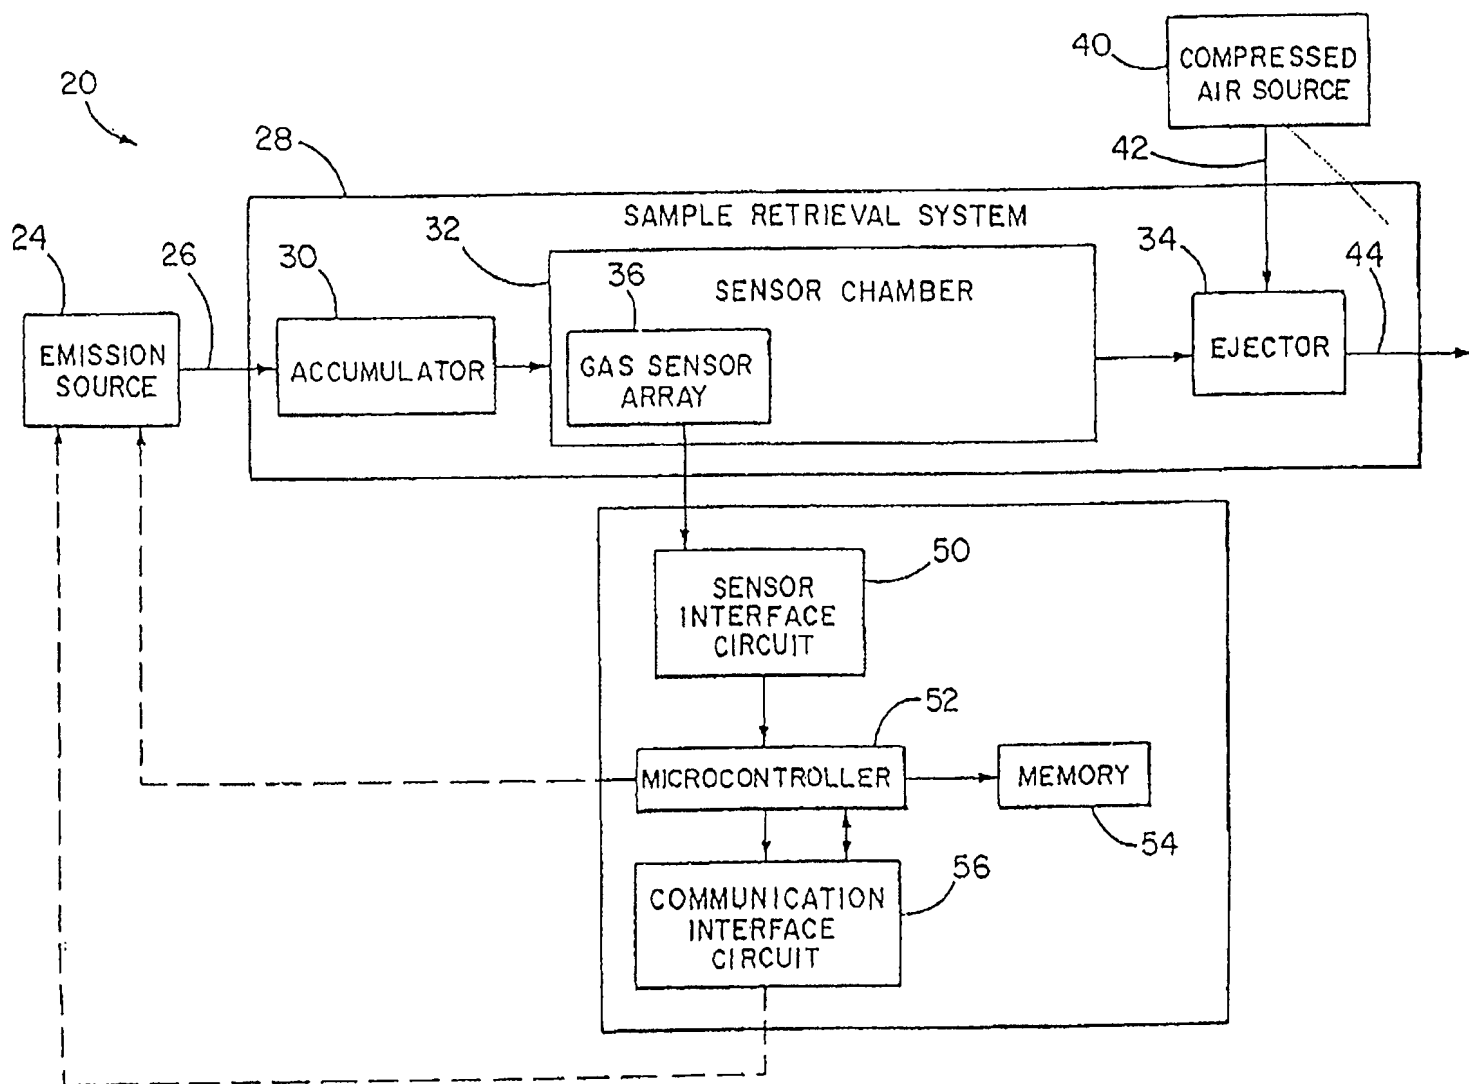 40
COMPRESSED
AIR SOURCE
20
28
42
SAMPLE RETRIEVAL SYSTEM
24
26
30
32
36
SENSOR CHAMBER
34
44
EMISSION
SOURCE
ACCUMULATOR
GAS SENSOR
ARRAY
EJECTOR
50
SENSOR
INTERFACE
CIRCUIT
52
MICROCONTROLLER
MEMORY
54
56
COMMUNICATION
INTERFACE
CIRCUIT